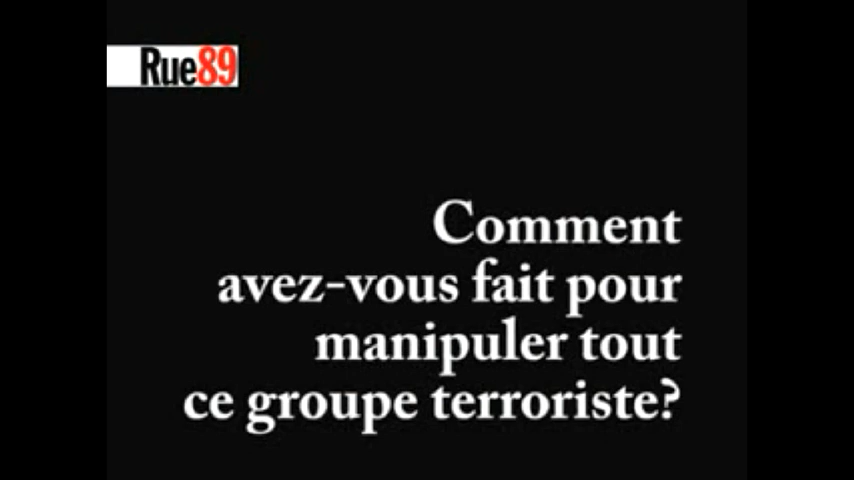 Rue89
Comment
avez-vous fait pour
manipuler tout
ce groupe terroriste?